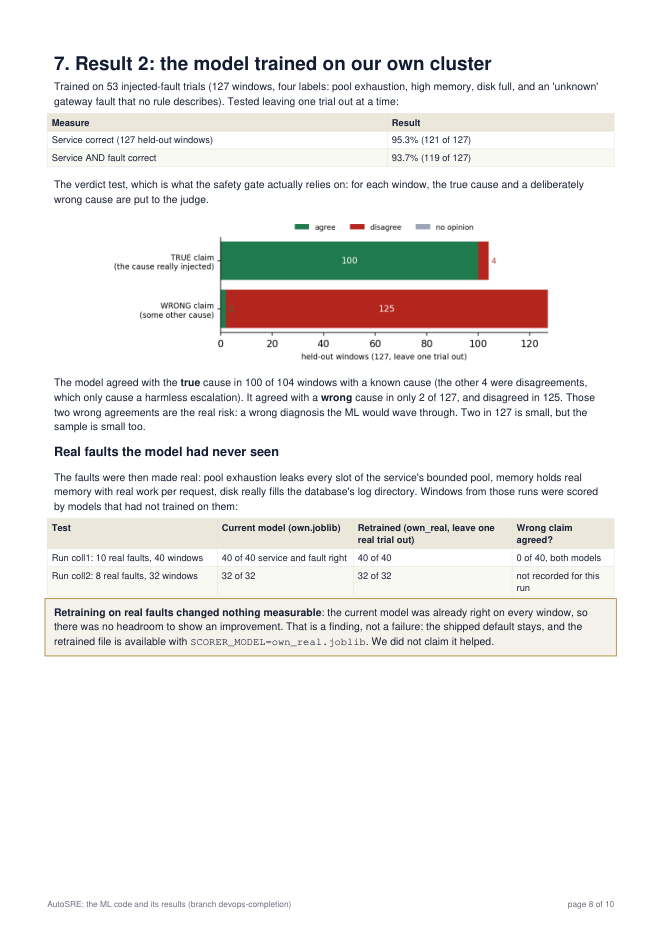 7. Result 2: the model trained on our own cluster
Trained on 53 injected-fault trials (127 windows, four labels: pool exhaustion, high memory, disk full, and an 'unknown'
gateway fault that no rule describes). Tested leaving one trial out at a time:
Measure Result
Service correct (127 held-out windows) 95.3% (121 of 127)
Service AND fault correct 93.7% (119 of 127)
The verdict test, which is what the safety gate actually relies on: for each window, the true cause and a deliberately
wrong cause are put to the judge.
agree disagree no opinion
TRUE claim
(the cause really injected)
100 4
WRONG claim
(some other cause)
125
0 20 40 60 80 100 120
held-out windows (127, leave one trial out)
The model agreed with the true cause in 100 of 104 windows with a known cause (the other 4 were disagreements,
which only cause a harmless escalation). It agreed with a wrong cause in only 2 of 127, and disagreed in 125. Those
two wrong agreements are the real risk: a wrong diagnosis the ML would wave through. Two in 127 is small, but the
sample is small too.
Real faults the model had never seen
The faults were then made real: pool exhaustion leaks every slot of the service's bounded pool, memory holds real
memory with real work per request, disk really fills the database's log directory. Windows from those runs were scored
by models that had not trained on them:
Test Current model (own.joblib) Retrained (own_real, leave one Wrong claim
real trial out) agreed?
Run coll1: 10 real faults, 40 windows 40 of 40 service and fault right 40 of 40 0 of 40, both models
Run coll2: 8 real faults, 32 windows 32 of 32 32 of 32 not recorded for this
run
Retraining on real faults changed nothing measurable: the current model was already right on every window, so
there was no headroom to show an improvement. That is a finding, not a failure: the shipped default stays, and the
retrained file is available with SCORER_MODEL=own_real.joblib. We did not claim it helped.
AutoSRE: the ML code and its results (branch devops-completion) page 8 of 10